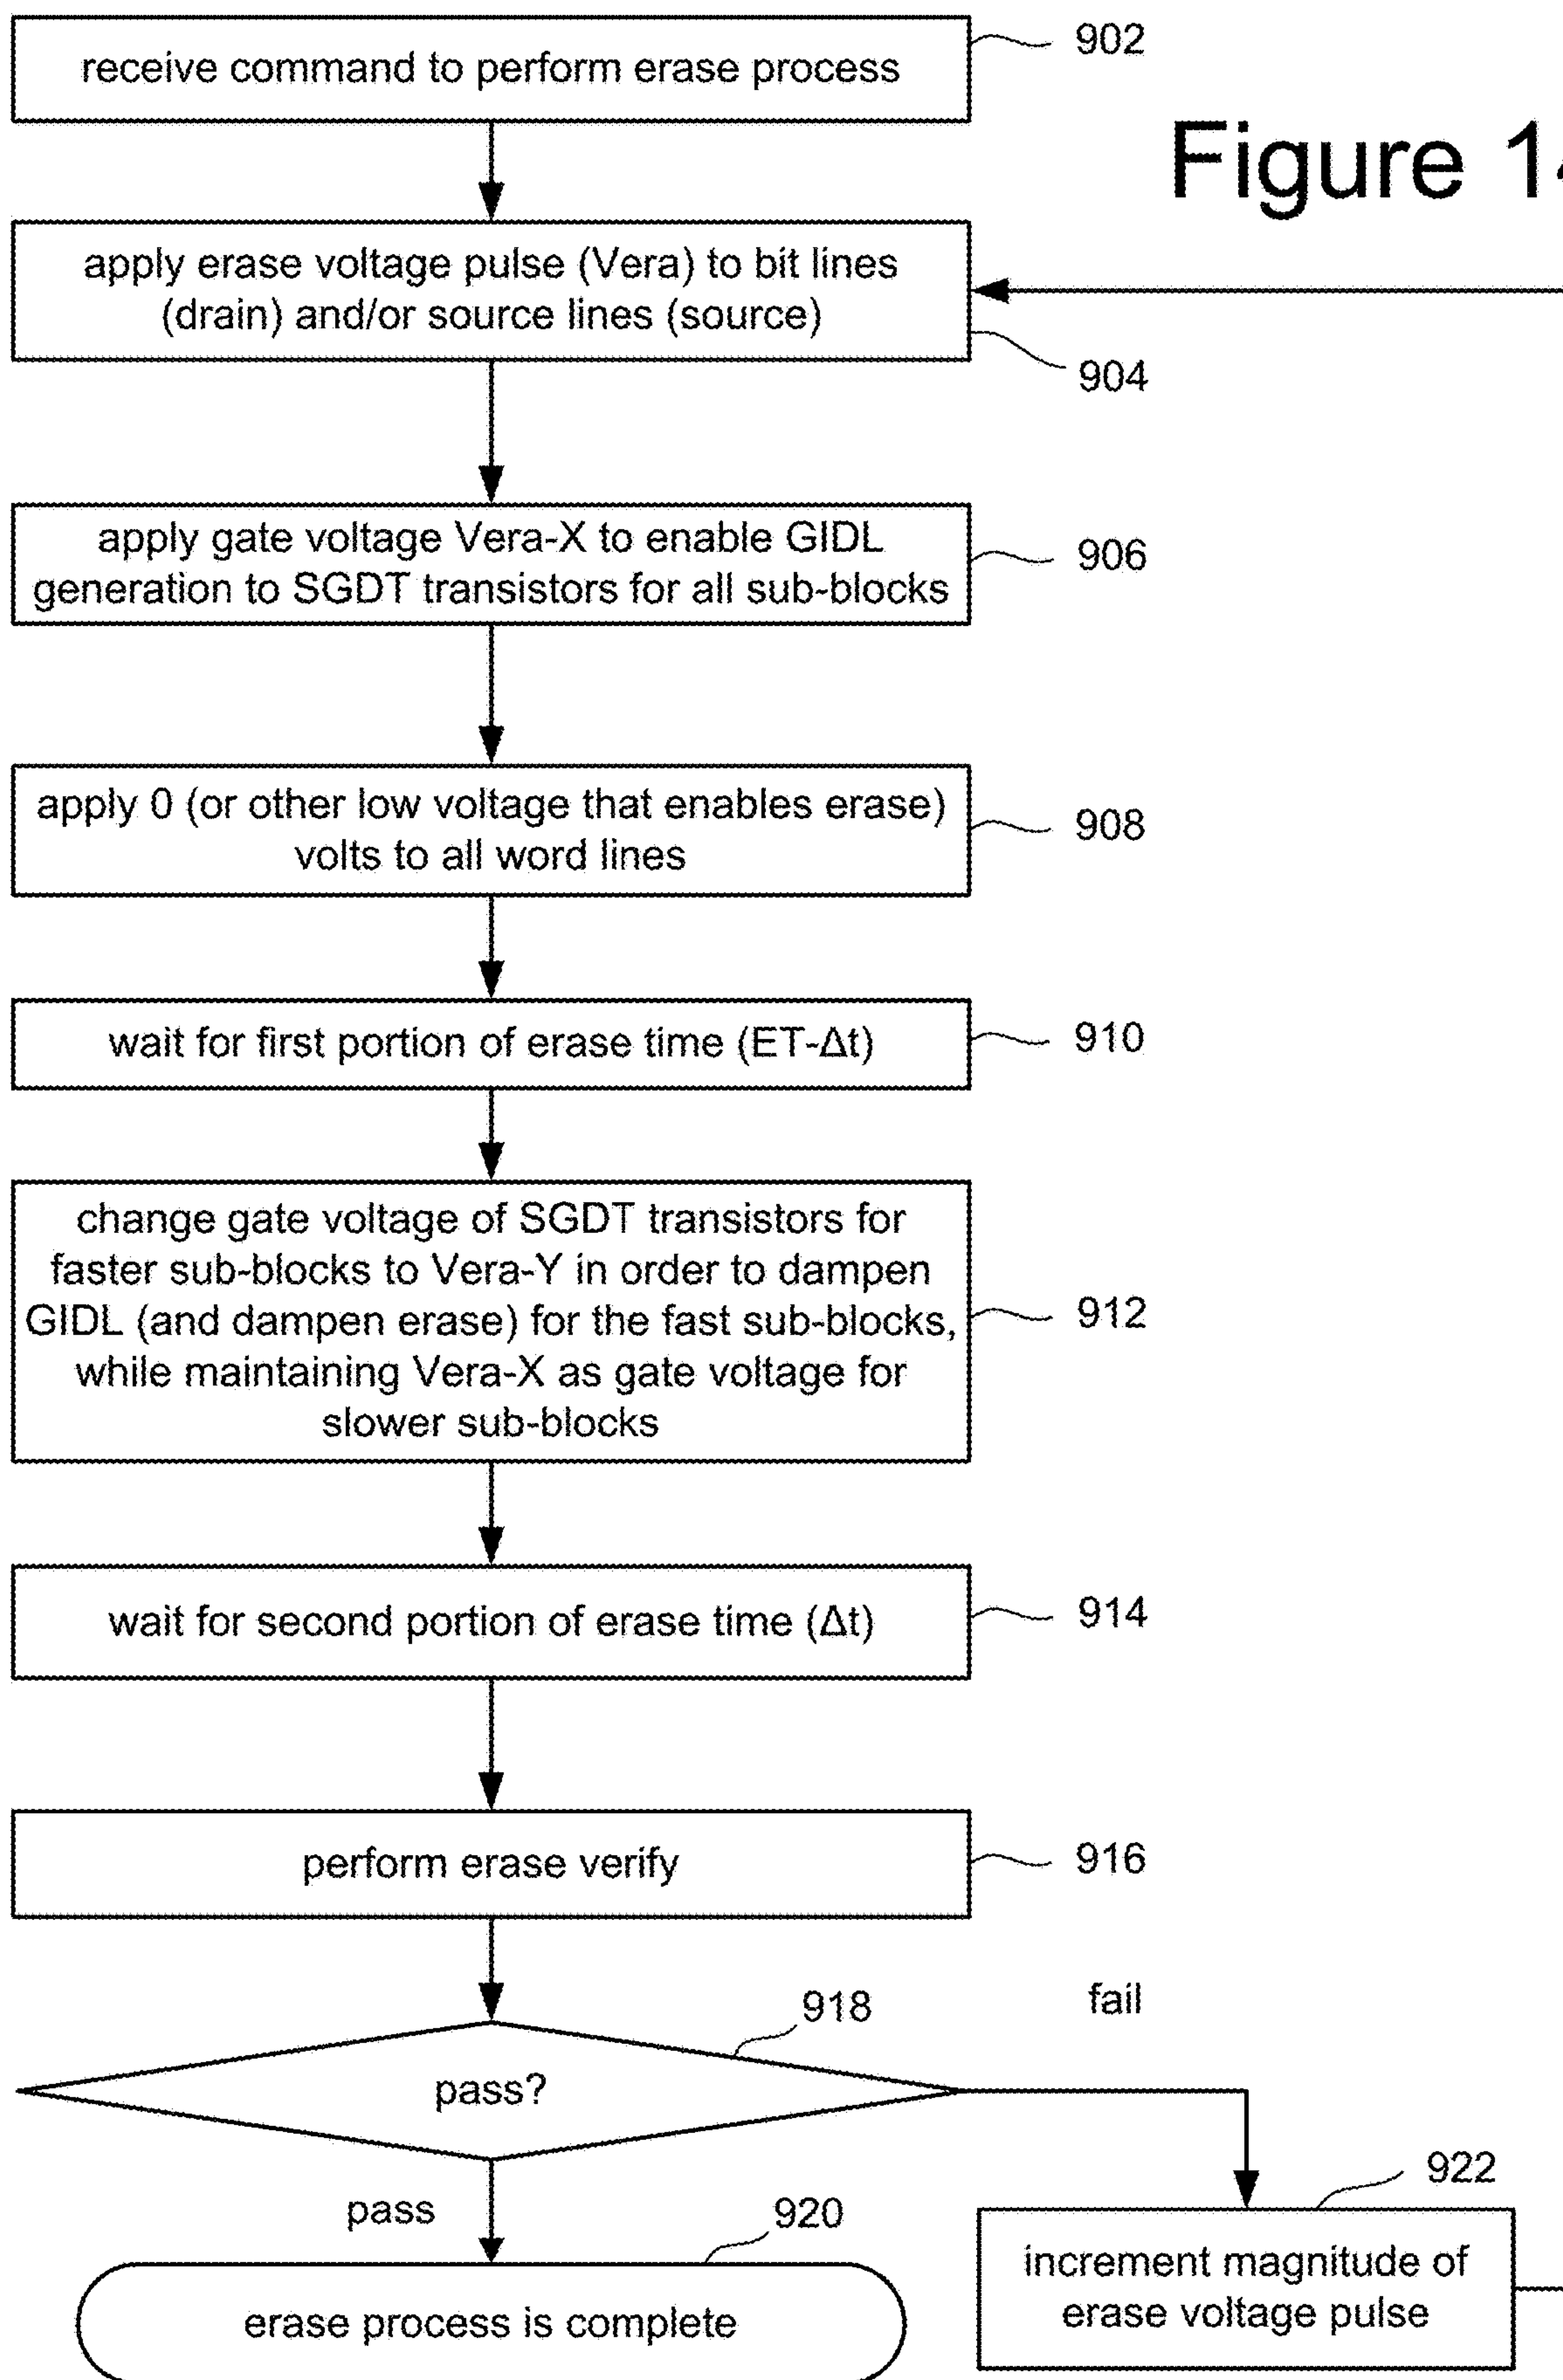 receive command to perform erase process
902
Figure 14
apply erase voltage pulse (Vera) to bit lines
(drain) and/or source lines (source)
904
apply gate voltage Vera-X to enable GIDL
generation to SGDT transistors for all sub-blocks
906
apply 0 (or other low voltage that enables erase)
volts to all word lines
908
wait for first portion of erase time (ET-Δt)
910
change gate voltage of SGDT transistors for
faster sub-blocks to Vera-Y in order to dampen
GIDL (and dampen erase) for the fast sub-blocks,
while maintaining Vera-X as gate voltage for
slower sub-blocks
912
wait for second portion of erase time (Δt)
914
perform erase verify
916
918
fail
pass?
922
pass
920
increment magnitude of
erase voltage pulse
erase process is complete